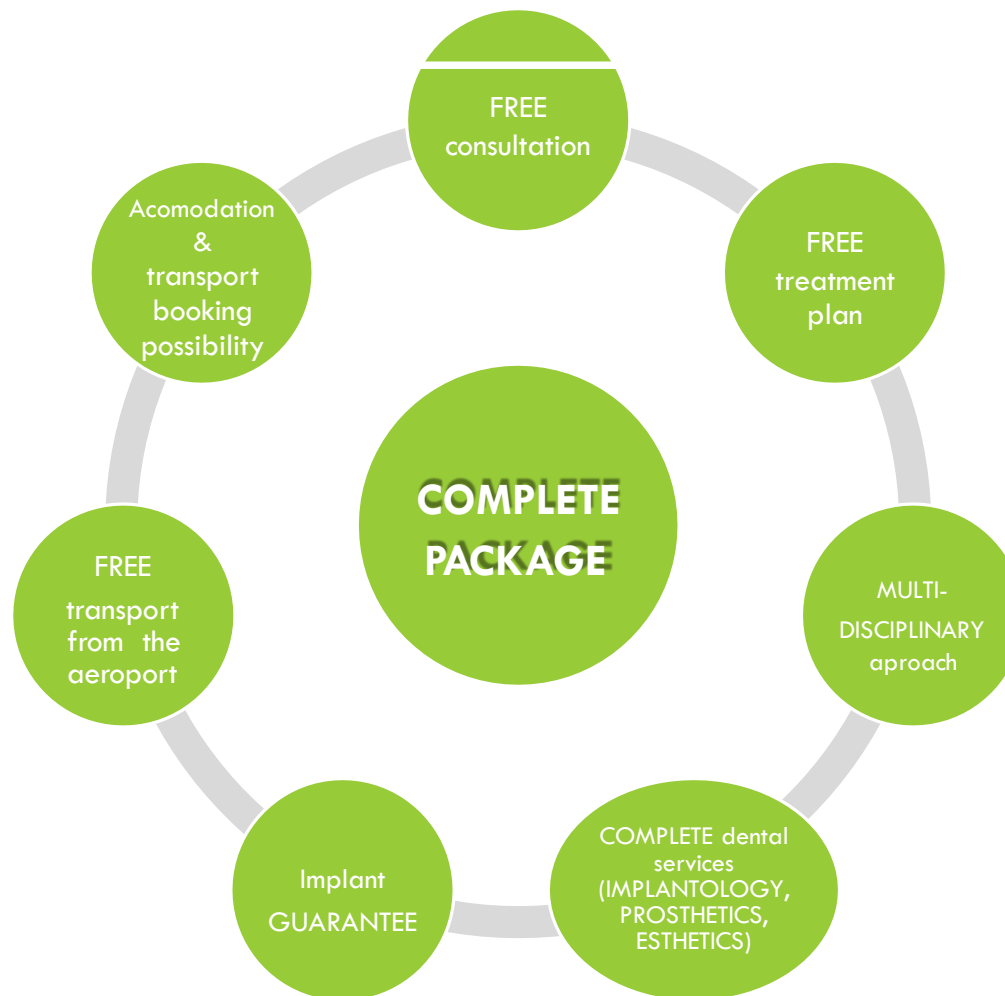 FREE
consultation
FREE
treatment
plan
MULTI-
DISCIPLINARY
aproach
COMPLETE dental
services
(IMPLANTOLOGY,
PROSTHETICS,
ESTHETICS)
Implant
GUARANTEE
FREE
transport
from the
aeroport
Acomodation
&
transport
booking
possibility
COMPLETE
PACKAGE